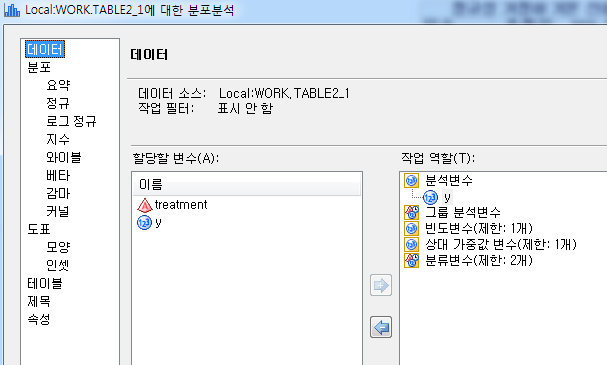 Local:WORK.TABLE2_1에 대한 분포분석
데이터
분포
요약
정규
로그 정규
지수
와이블
베타
감마
커널
도표
모양
인셋
테이블
제목
속성
데이터
데이터 소스: Local:WORK.TABLE2_1
작업 필터: 표시 안 함
할당할 변수(A):
이름
treatment
123 y
작업 역할(T):
123 분석변수
123 y
그룹 분석변수
123 빈도변수(제한: 1개)
123 상대 가중값 변수(제한: 1개)
분류변수(제한: 2개)